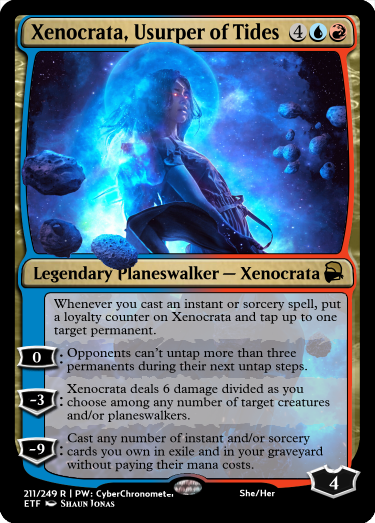 Xenocrata, Usurper of Tides 4
Legendary Planeswalker — Xenocrata
Whenever you cast an instant or sorcery spell, put
a loyalty counter on Xenocrata and tap up to one
target permanent.
0: Opponents can't untap more than three
permanents during their next untap steps.
-3: Xenocrata deals 6 damage divided as you
choose among any number of target creatures
and/or planeswalkers.
-9: Cast any number of instant and/or sorcery
cards you own in exile and in your graveyard
without paying their mana costs.
4
211/249 R | PW: CyberChronometer She/Her
ETF Shaun Jonas